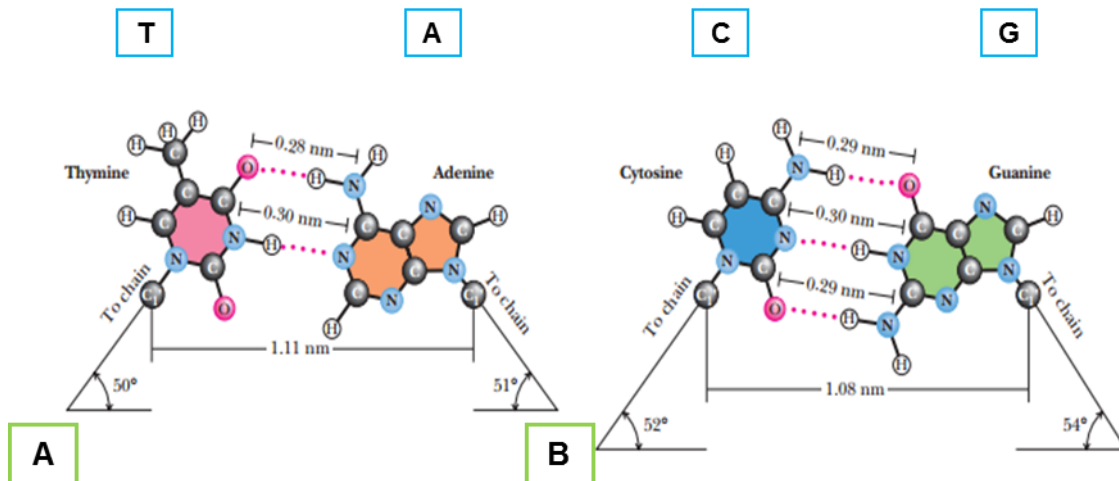 T A C G
Thymine
Adenine
Cytosine
Guanine
0.28 nm
0.30 nm
0.29 nm
0.30 nm
0.29 nm
H H H O H H N H C C C C N C H C N H N N C N C N N C C O C N C H
H H H C C N H O C C C N H N C N C H C N C C N N C C O H N N C H
To chain
To chain
To chain
To chain
1.11 nm
1.08 nm
50°
51°
52°
54°
A
B